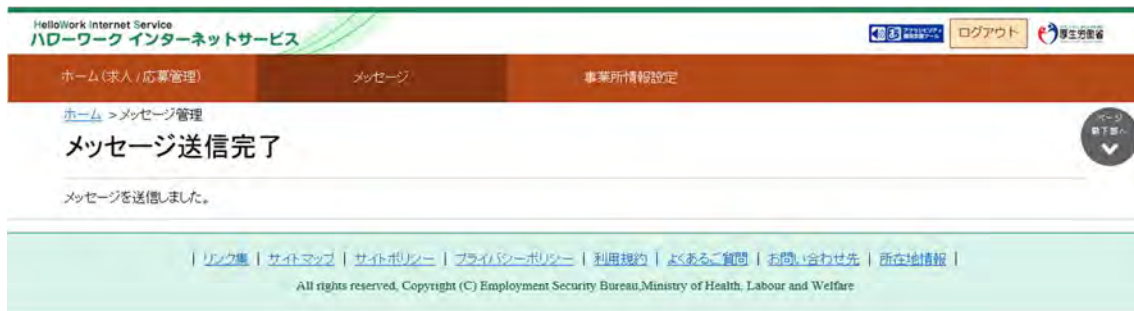 HelloWork Internet Service
ハローワーク インターネットサービス
ログアウト
厚生労働省
ホーム(求人/応募管理)
メッセージ
事業所情報設定
ホーム >メッセージ管理
メッセージ送信完了
ページ
最下部へ
メッセージを送信しました。
| リンク集 | サイトマップ | サイトポリシー | プライバシーポリシー | 利用規約 | よくあるご質問 | お問い合わせ先 | 所在地情報 |
All rights reserved, Copyright (C) Employment Security Bureau,Ministry of Health, Labour and Welfare